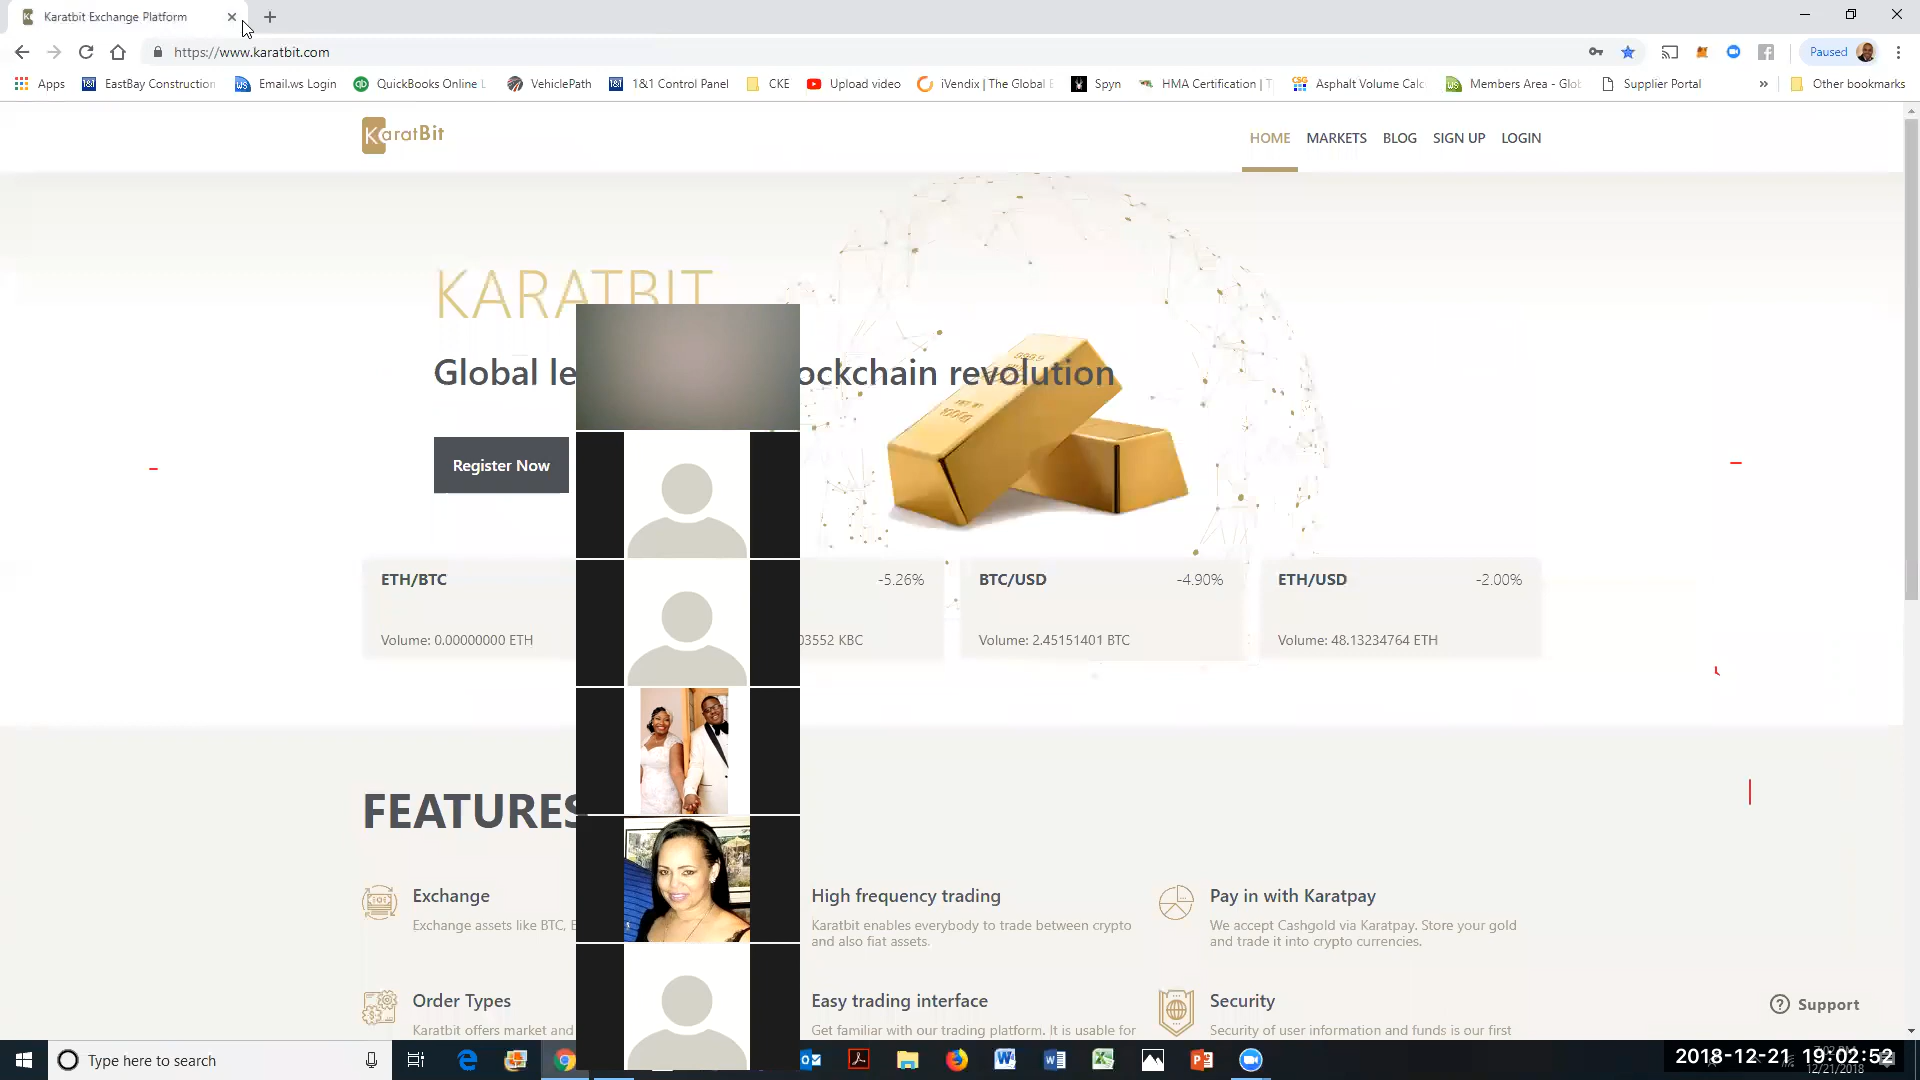 Karatbit Exchange Platform
https://www.karatbit.com
Paused
Apps
EastBay Construction
Email.ws Login
QuickBooks Online L
VehiclePath
1&1 Control Panel
CKE
Upload video
iVendix | The Global E
Spyn
HMA Certification | T
Asphalt Volume Calc
Members Area - Glob
Supplier Portal
»
Other bookmarks
KaratBit
HOME
MARKETS
BLOG
SIGN UP
LOGIN
KARATBIT
Global le
ockchain revolution
Register Now
ETH/BTC
-5.26%
BTC/USD
-4.90%
ETH/USD
-2.00%
Volume: 0.00000000 ETH
03552 KBC
Volume: 2.45151401 BTC
Volume: 48.13234764 ETH
FEATURES
Exchange
Exchange assets like BTC, E
High frequency trading
Karatbit enables everybody to trade between crypto
and also fiat assets.
Pay in with Karatpay
We accept Cashgold via Karatpay. Store your gold
and trade it into crypto currencies.
Order Types
Karatbit offers market and
Easy trading interface
Get familiar with our trading platform. It is usable for
Security
Security of user information and funds is our first
Support
Type here to search
2018-12-21 19:02:52
12/21/2018